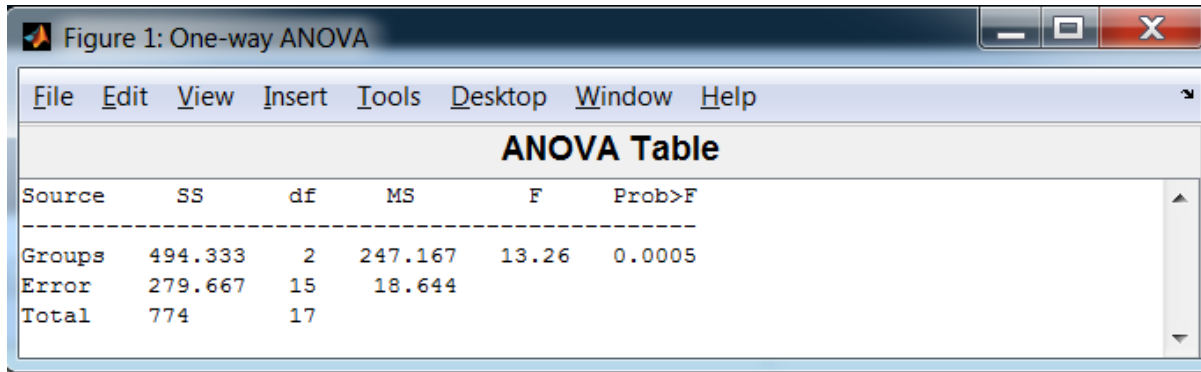 Figure 1: One-way ANOVA
File Edit View Insert Tools Desktop Window Help
ANOVA Table
Source SS df MS F Prob>F
Groups 494.333 2 247.167 13.26 0.0005
Error 279.667 15 18.644
Total 774 17